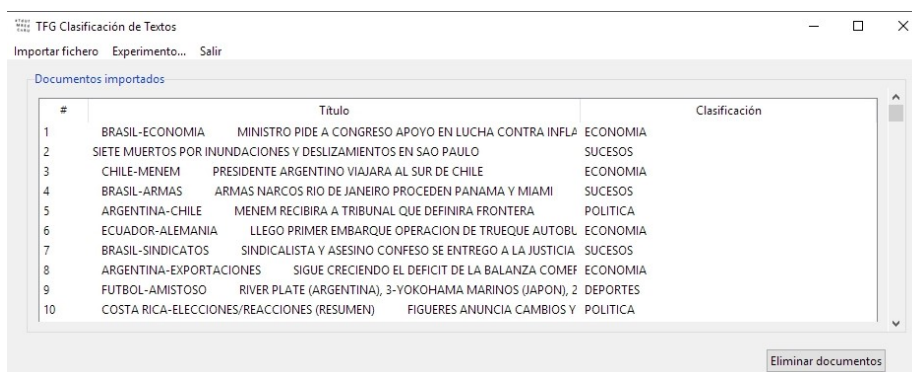 TFG Clasificación de Textos
Importar fichero Experimento... Salir
Documentos importados
# Título Clasificación
1 BRASIL-ECONOMIA MINISTRO PIDE A CONGRESO APOYO EN LUCHA CONTRA INFLA ECONOMIA
2 SIETE MUERTOS POR INUNDACIONES Y DESLIZAMIENTOS EN SAO PAULO SUCESOS
3 CHILE-MENEM PRESIDENTE ARGENTINO VIAJARA AL SUR DE CHILE ECONOMIA
4 BRASIL-ARMAS ARMAS NARCOS RIO DE JANEIRO PROCEDEN PANAMA Y MIAMI SUCESOS
5 ARGENTINA-CHILE MENEM RECIBIRA A TRIBUNAL QUE DEFINIRA FRONTERA POLITICA
6 ECUADOR-ALEMANIA LLEGO PRIMER EMBARQUE OPERACION DE TRUEQUE AUTOBU ECONOMIA
7 BRASIL-SINDICATOS SINDICALISTA Y ASESINO CONFESO SE ENTREGO A LA JUSTICIA SUCESOS
8 ARGENTINA-EXPORTACIONES SIGUE CRECIENDO EL DEFICIT DE LA BALANZA COMER ECONOMIA
9 FUTBOL-AMISTOSO RIVER PLATE (ARGENTINA), 3-YOKOHAMA MARINOS (JAPON), 2 DEPORTES
10 COSTA RICA-ELECCIONES/REACCIONES (RESUMEN) FIGUERES ANUNCIA CAMBIOS Y POLITICA
Eliminar documentos